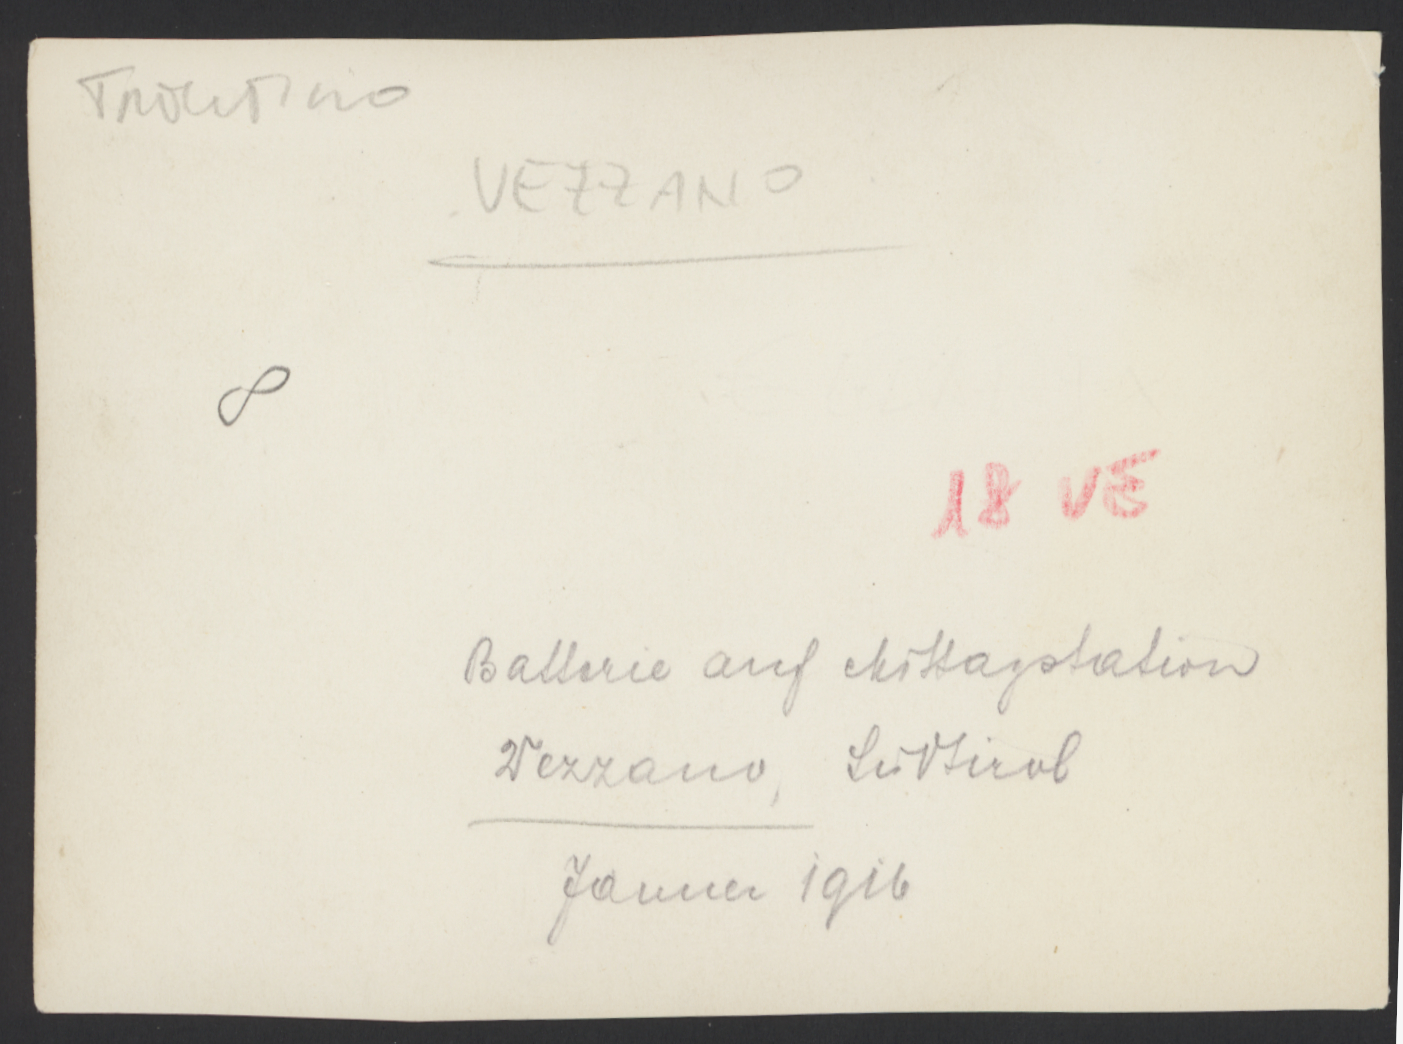 Trentino
VEZZANO
8
18 VE
Batterie auf Mittagstation
Vezzano, Südtirol
Jänner 1916